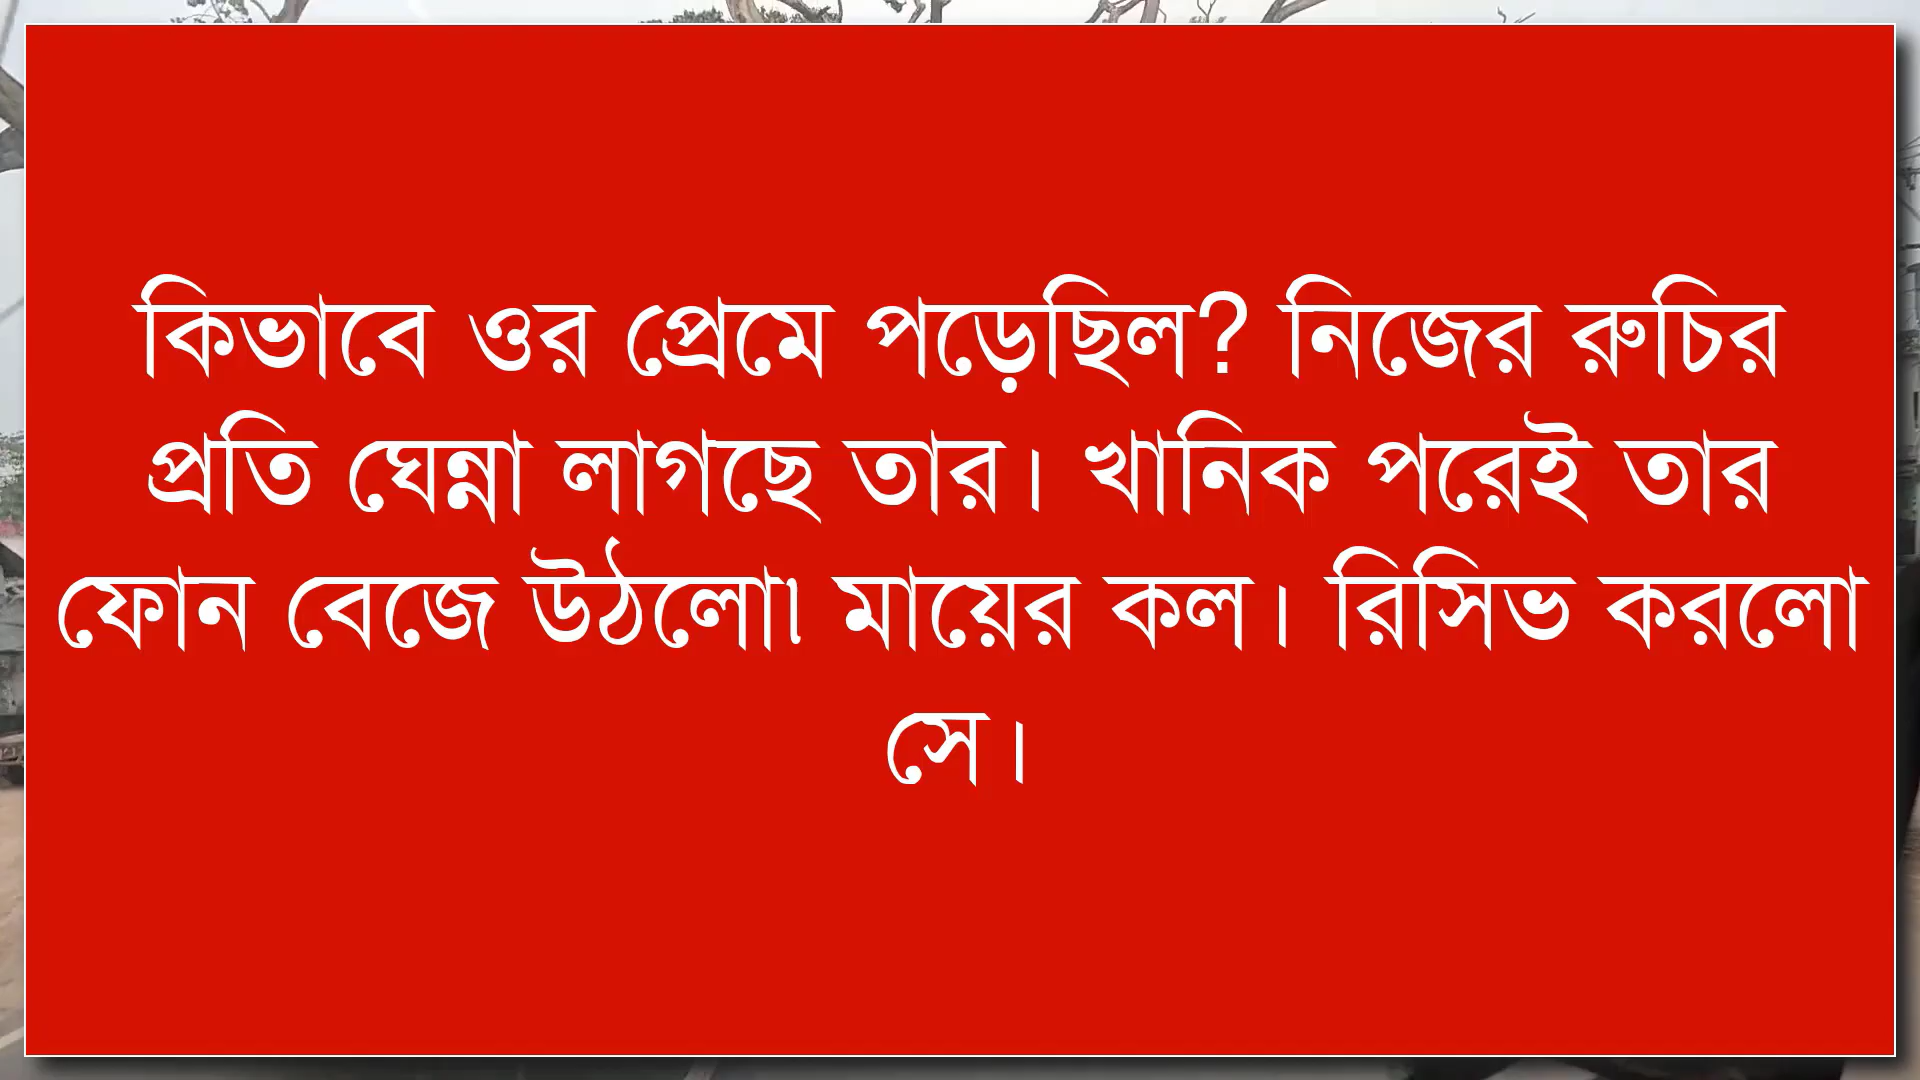 কিভাবে ওর প্রেমে পড়েছিল? নিজের রুচির
প্রতি ঘেন্না লাগছে তার। খানিক পরেই তার
ফোন বেজে উঠলো৷ মায়ের কল। রিসিভ করলো
সে।